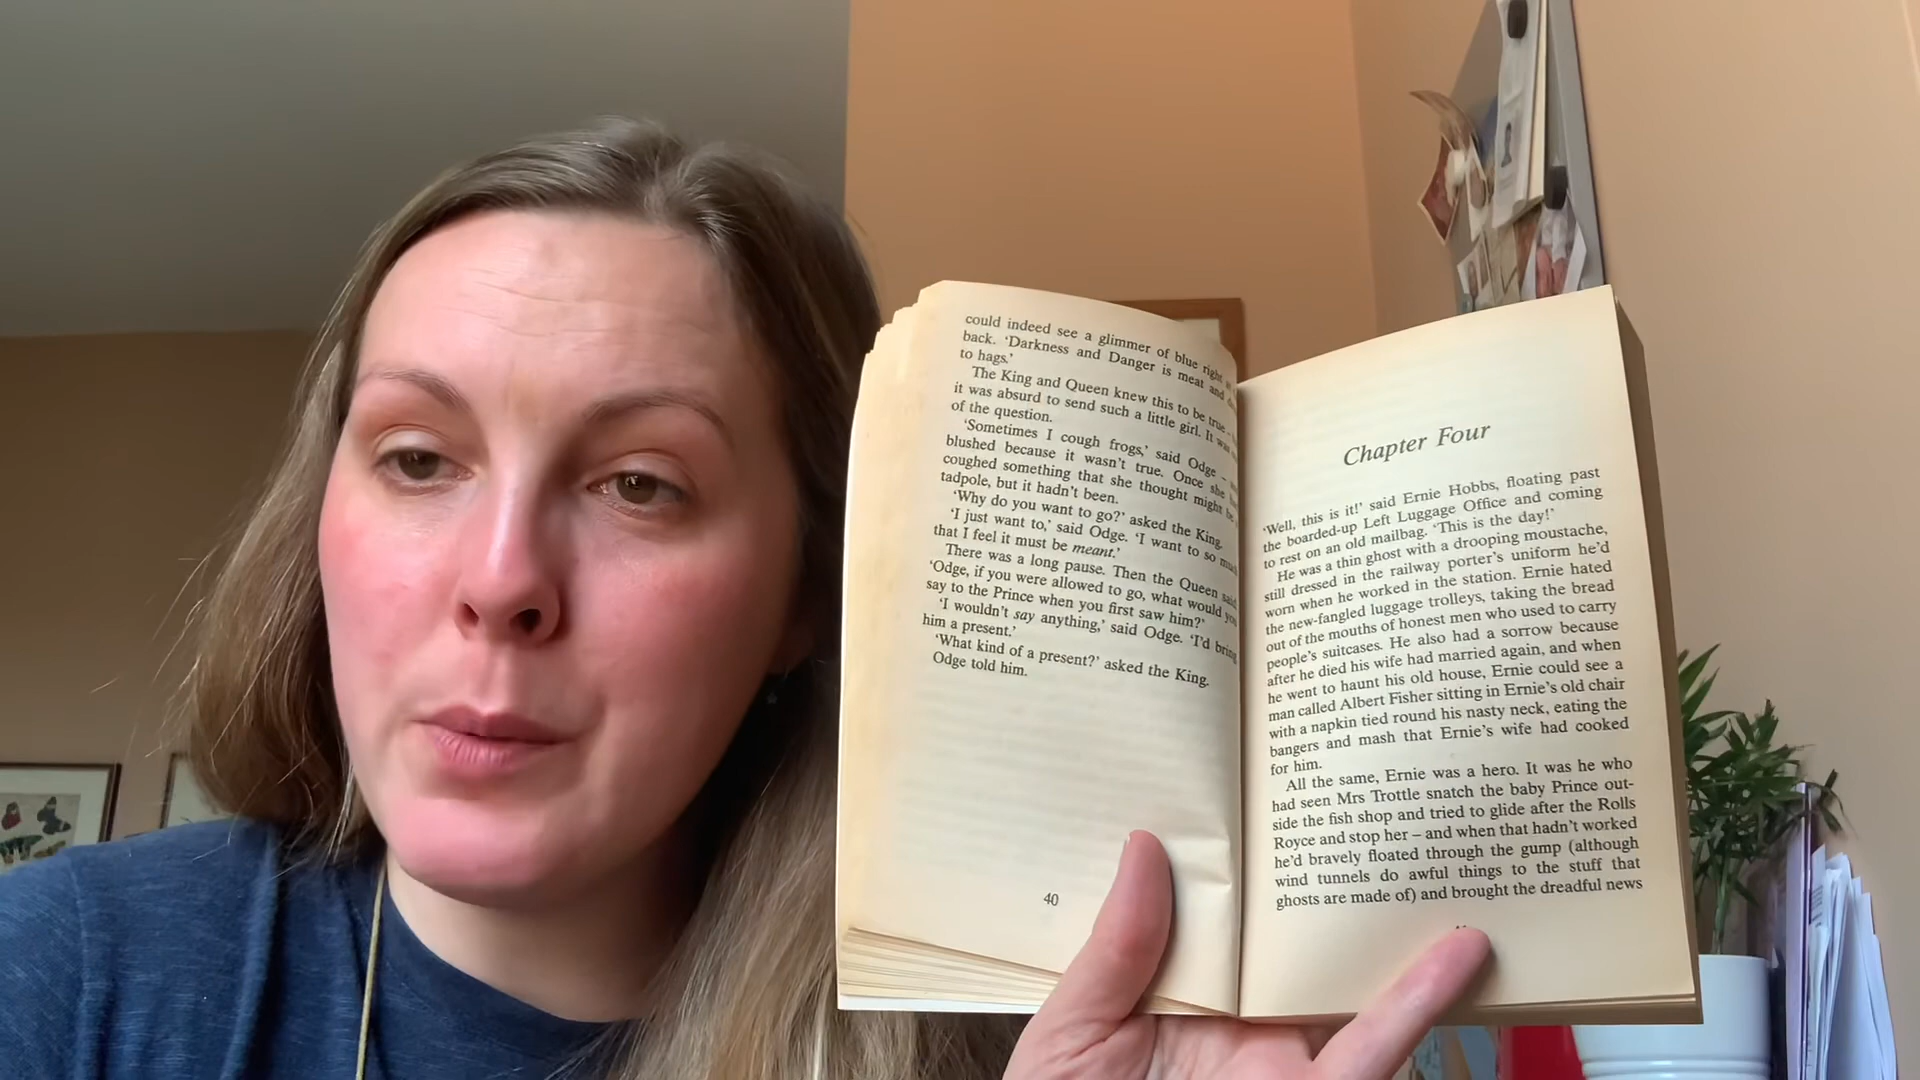 could indeed see a glimmer of blue right
back. ‘Darkness and Danger is meat and
to hags.’
The King and Queen knew this to be true –
it was absurd to send such a little girl. It was
of the question.
‘Sometimes I cough frogs,’ said Odge –
blushed because it wasn’t true. Once she
coughed something that she thought might be
tadpole, but it hadn’t been.
‘Why do you want to go?’ asked the King.
‘I just want to,’ said Odge. ‘I want to so much
that I feel it must be meant.’
There was a long pause. Then the Queen said
‘Odge, if you were allowed to go, what would you
say to the Prince when you first saw him?’
‘I wouldn’t say anything,’ said Odge. ‘I’d bring
him a present.’
‘What kind of a present?’ asked the King.
Odge told him.
40
Chapter Four
‘Well, this is it!’ said Ernie Hobbs, floating past
the boarded-up Left Luggage Office and coming
to rest on an old mailbag. ‘This is the day!’
He was a thin ghost with a drooping moustache,
still dressed in the railway porter’s uniform he’d
worn when he worked in the station. Ernie hated
the new-fangled luggage trolleys, taking the bread
out of the mouths of honest men who used to carry
people’s suitcases. He also had a sorrow because
after he died his wife had married again, and when
he went to haunt his old house, Ernie could see a
man called Albert Fisher sitting in Ernie’s old chair
with a napkin tied round his nasty neck, eating the
bangers and mash that Ernie’s wife had cooked
for him.
All the same, Ernie was a hero. It was he who
had seen Mrs Trottle snatch the baby Prince out-
side the fish shop and tried to glide after the Rolls
Royce and stop her – and when that hadn’t worked
he’d bravely floated through the gump (although
wind tunnels do awful things to the stuff that
ghosts are made of) and brought the dreadful news